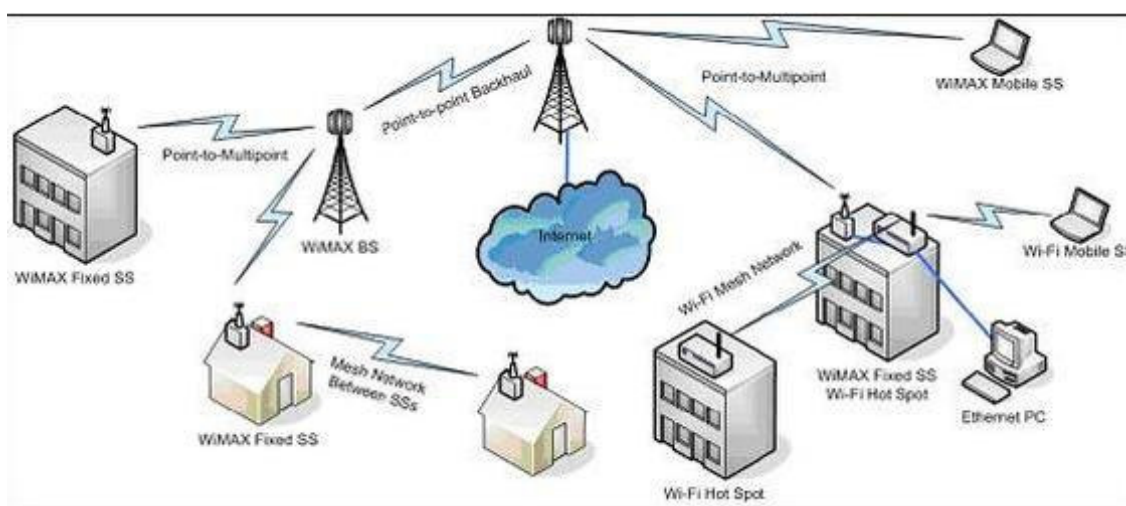 Point-to-point Backhaul
Point-to-Multipoint
WiMAX Mobile SS
Point-to-Multipoint
WiMAX BS
Internet
WiMAX Fixed SS
Wi-Fi Mobile SS
Wi-Fi Mesh Network
Mesh Network
Between SSs
WiMAX Fixed SS
WiMAX Fixed SS
Wi-Fi Hot Spot
Ethernet PC
Wi-Fi Hot Spot